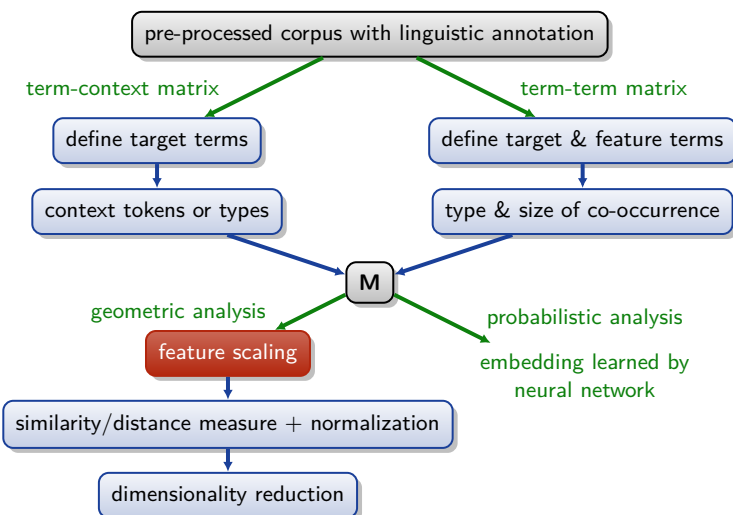 pre-processed corpus with linguistic annotation
term-context matrix
term-term matrix
define target terms
define target & feature terms
context tokens or types
type & size of co-occurrence
M
geometric analysis
probabilistic analysis
feature scaling
embedding learned by
neural network
similarity/distance measure + normalization
dimensionality reduction